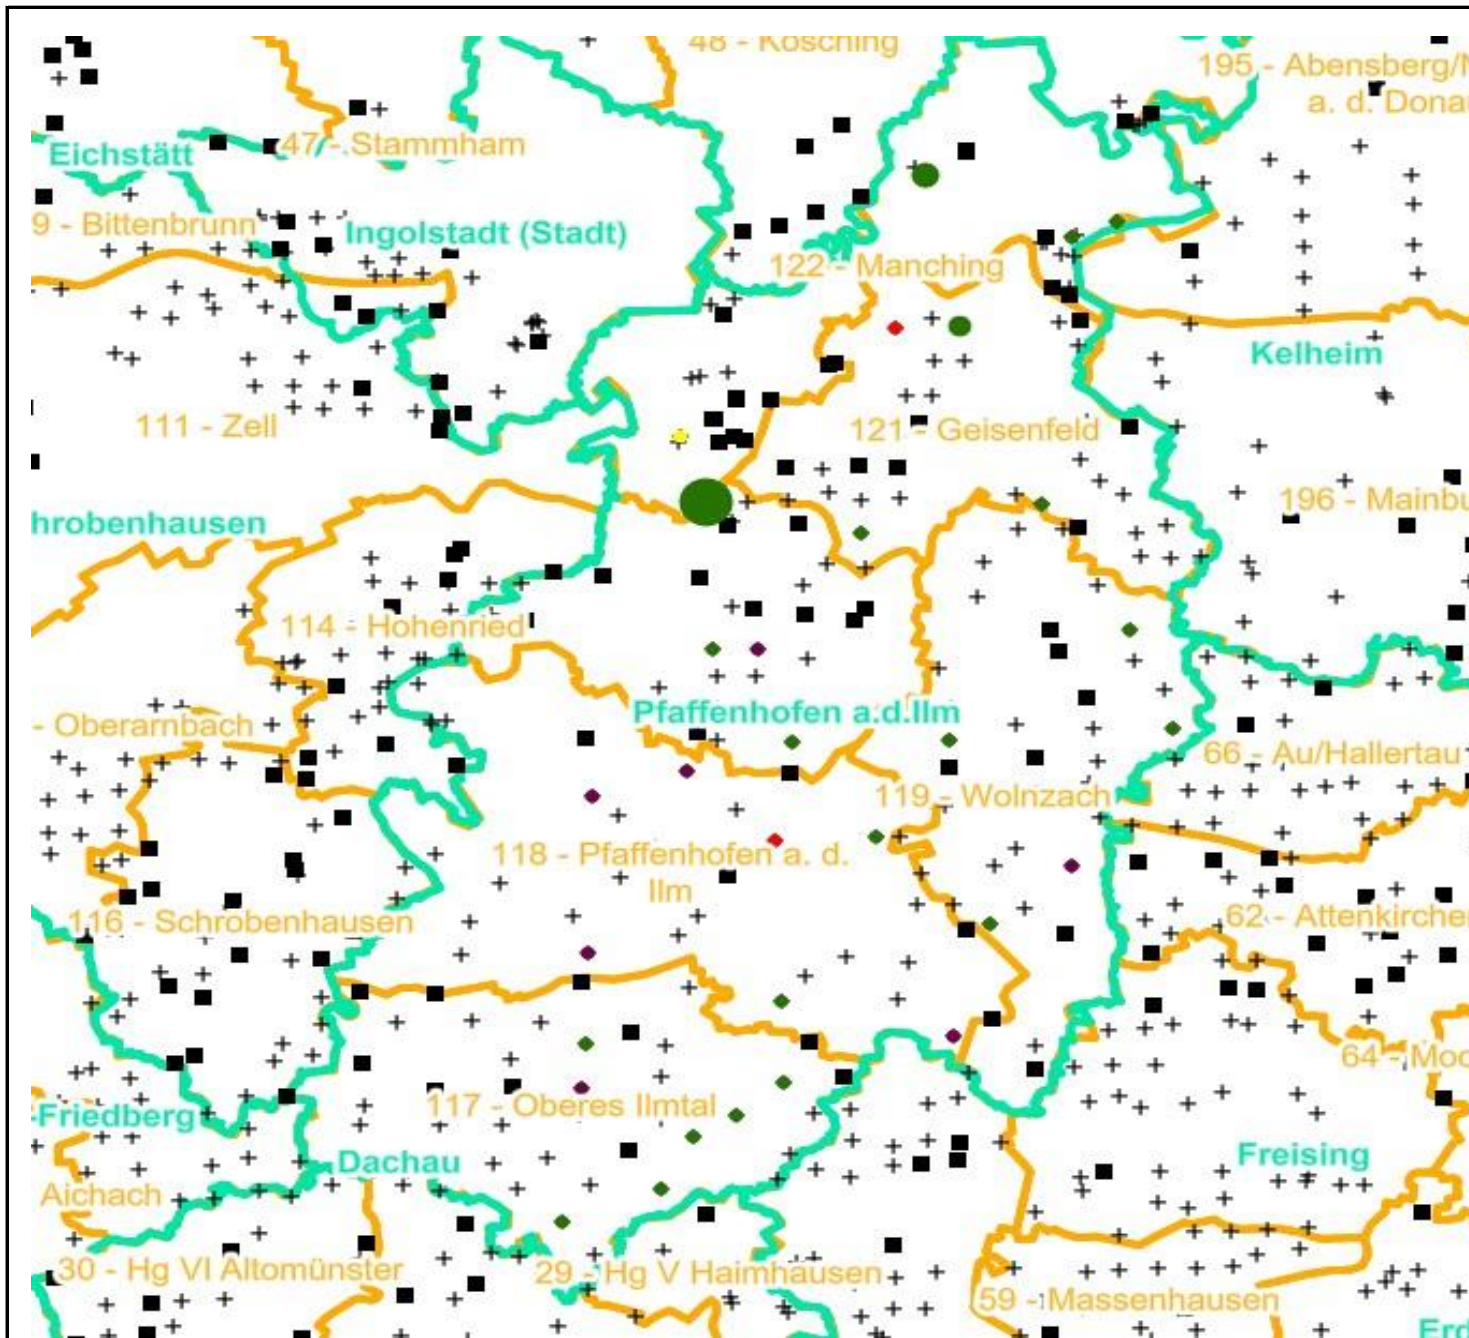 48 - Kösching
195 - Abensberg/N
a. d. Donau
47 - Stammham
Eichstätt
9 - Bittenbrunn
Ingolstadt (Stadt)
122 - Manching
Kelheim
111 - Zell
121 - Geisenfeld
196 - Mainbu
hrobenhausen
114 - Hohenried
Pfaffenhofen a.d.Ilm
- Oberarnbach
66 - Au/Hallertau
119 - Wolnzach
118 - Pfaffenhofen a. d.
Ilm
116 - Schrobenhausen
62 - Attenkircher
64 - Moo
117 - Oberes Ilmtal
-Friedberg
Dachau
Freising
Aichach
30 - Hg VI Altomünster
29 - Hg V Haimhausen
59 - Massenhausen
Erd